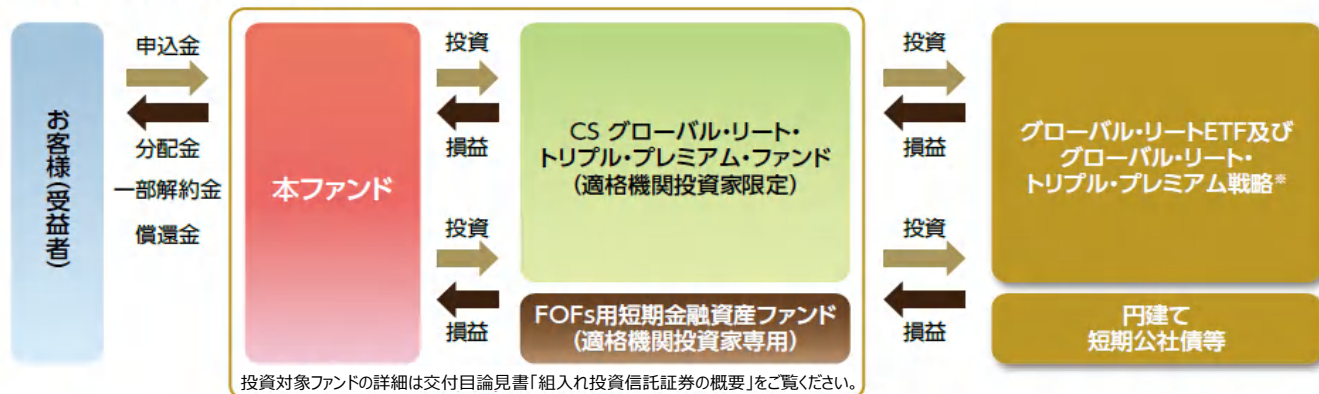 お客様(受益者)
申込金
分配金
一部解約金
償還金
本ファンド
投資
損益
投資
損益
CS グローバル・リート・
トリプル・プレミアム・ファンド
(適格機関投資家限定)
FOFs用短期金融資産ファンド
(適格機関投資家専用)
投資
損益
投資
損益
グローバル・リートETF及び
グローバル・リート・
トリプル・プレミアム戦略※
円建て
短期公社債等
投資対象ファンドの詳細は交付目論見書「組入れ投資信託証券の概要」をご覧ください。